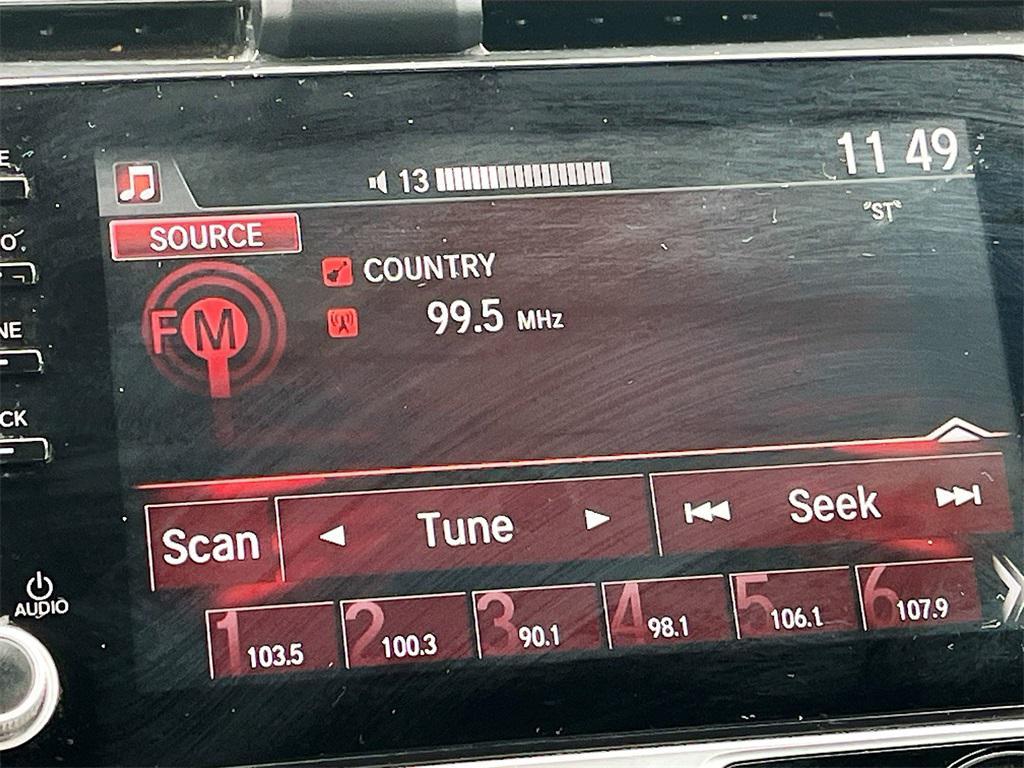 13
11 49
"ST"
SOURCE
FM
COUNTRY
99.5 MHz
Scan
Tune
Seek
AUDIO
1 103.5
2 100.3
3 90.1
4 98.1
5 106.1
6 107.9